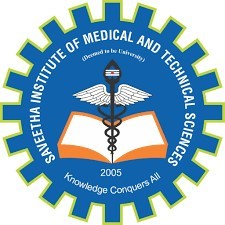 SAVEETHA INSTITUTE OF MEDICAL AND TECHNICAL SCIENCES
(Deemed to be University)
2005
Knowledge Conquers All